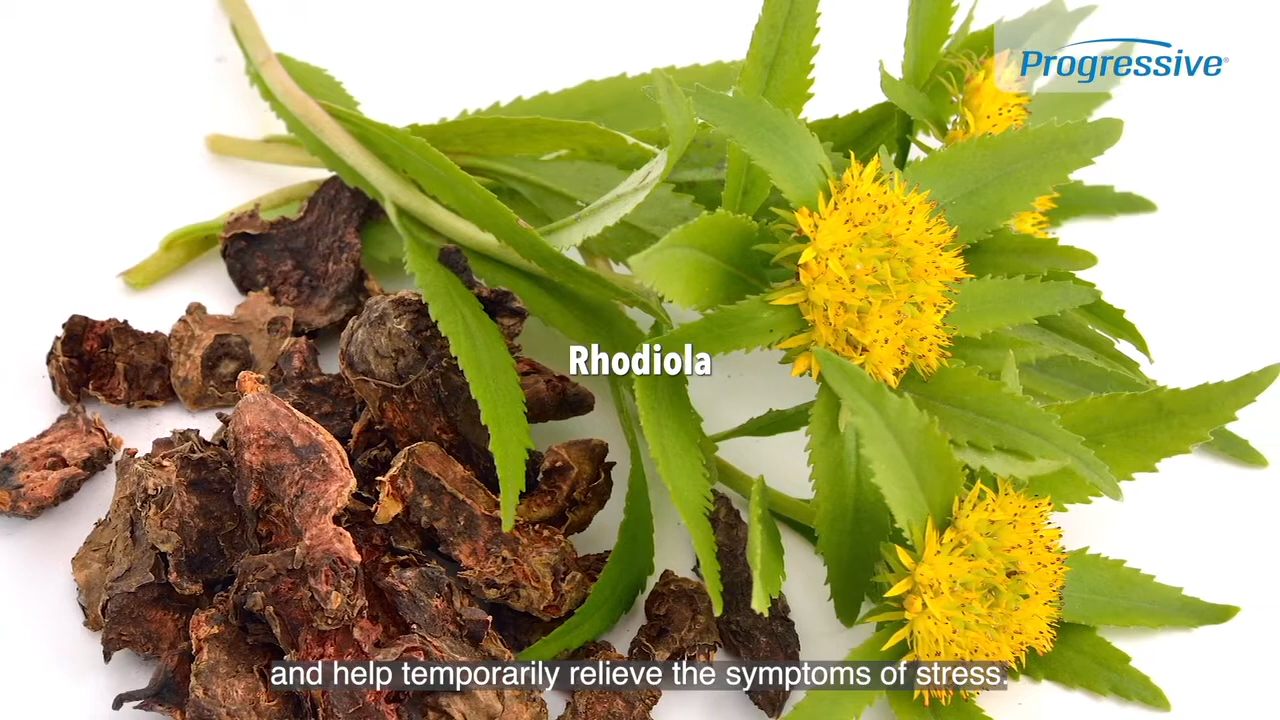 Progressive®
Rhodiola
and help temporarily relieve the symptoms of stress.